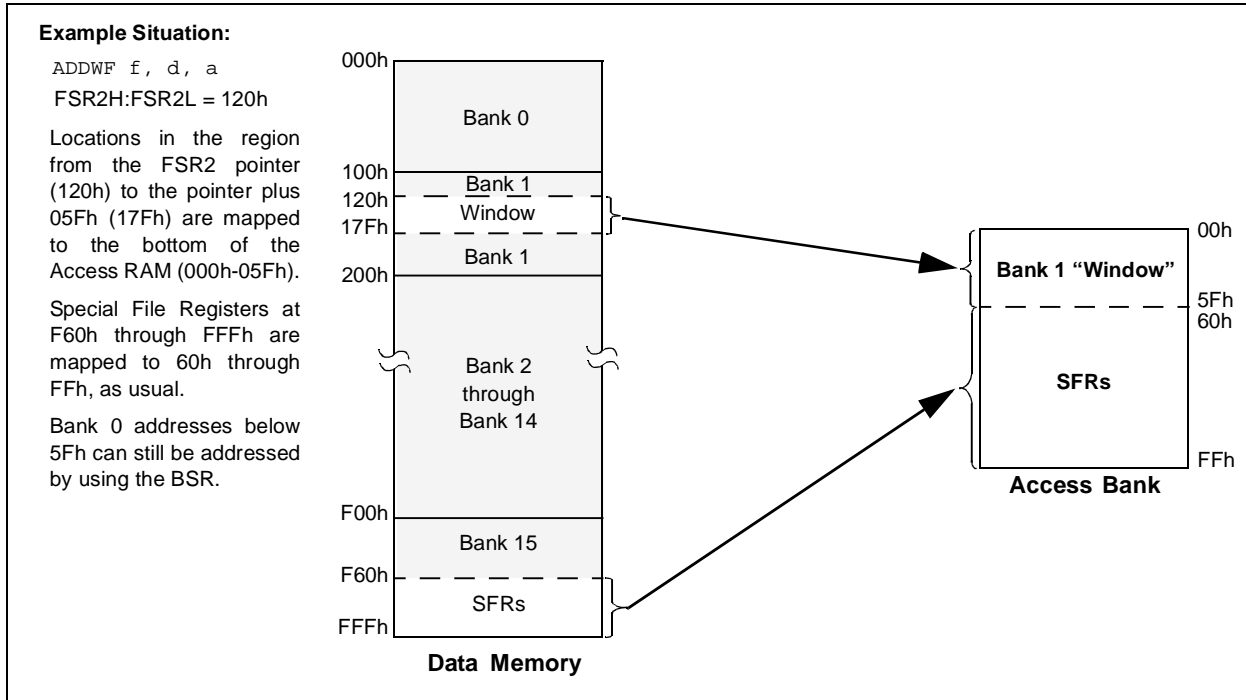 Example Situation:
ADDWF f, d, a
FSR2H:FSR2L = 120h
Locations in the region
from the FSR2 pointer
(120h) to the pointer plus
05Fh (17Fh) are mapped
to the bottom of the
Access RAM (000h-05Fh).
Special File Registers at
F60h through FFFh are
mapped to 60h through
FFh, as usual.
Bank 0 addresses below
5Fh can still be addressed
by using the BSR.
000h
Bank 0
100h
Bank 1
120h
Window
17Fh
Bank 1
200h
Bank 2
through
Bank 14
F00h
Bank 15
F60h
SFRs
FFFh
Data Memory
00h
Bank 1 “Window”
5Fh
60h
SFRs
FFh
Access Bank